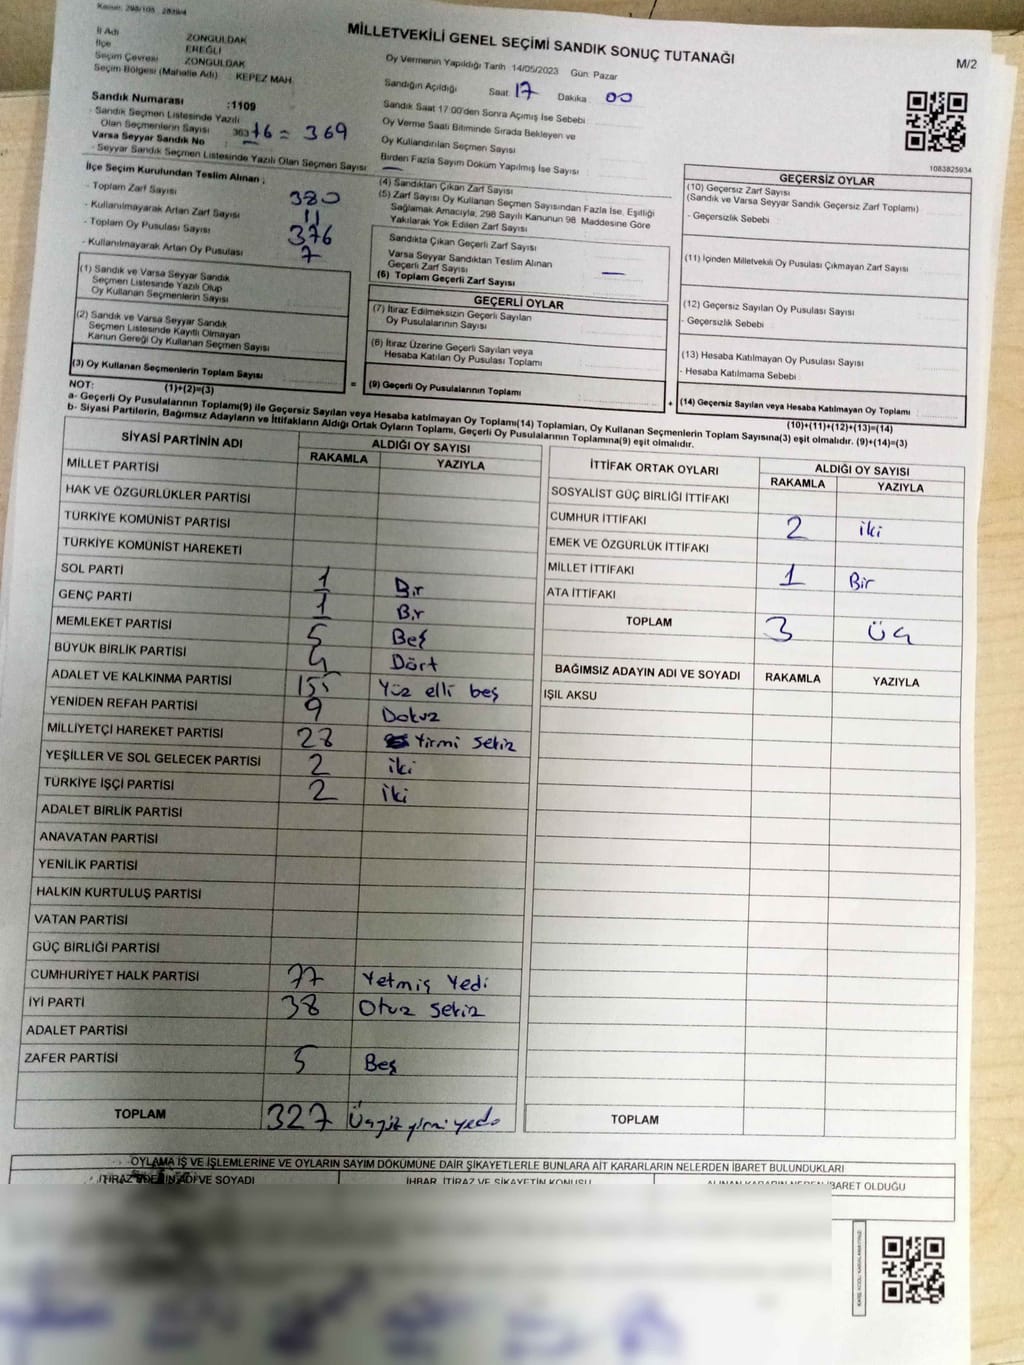 Kanun: 298/105
MİLLETVEKİLİ GENEL SEÇİMİ SANDIK SONUÇ TUTANAĞI
M/2
İl Adı ZONGULDAK
İlçe EREĞLİ
Seçim Çevresi ZONGULDAK
Seçim Bölgesi (Mahalle Adı) KEPEZ MAH.
Sandık Numarası :1109
- Sandık Seçmen Listesinde Yazılı
Olan Seçmenlerin Sayısı 363 +6 = 369
Varsa Seyyar Sandık No
- Seyyar Sandık Seçmen Listesinde Yazılı Olan Seçmen Sayısı
Oy Vermenin Yapıldığı Tarih 14/05/2023 Gün: Pazar
Sandığın Açıldığı Saat 17 Dakika 00
Sandık Saat 17:00'den Sonra Açımış İse Sebebi
Oy Verme Saati Bitiminde Sırada Bekleyen ve
Oy Kullandırılan Seçmen Sayısı
Birden Fazla Sayım Döküm Yapılmış İse Sayısı
1083825934
İlçe Seçim Kurulundan Teslim Alınan ;
- Toplam Zarf Sayısı 380
- Kullanılmayarak Artan Zarf Sayısı 11
- Toplam Oy Pusulası Sayısı 376
- Kullanılmayarak Artan Oy Pusulası 7
(1) Sandık ve Varsa Seyyar Sandık
Seçmen Listesinde Yazılı Olup
Oy Kullanan Seçmenlerin Sayısı
(2) Sandık ve Varsa Seyyar Sandık
Seçmen Listesinde Kayıtlı Olmayan
Kanun Gereği Oy Kullanan Seçmen Sayısı
(3) Oy Kullanan Seçmenlerin Toplam Sayısı
(1)+(2)=(3)
(4) Sandıktan Çıkan Zarf Sayısı
(5) Zarf Sayısı Oy Kullanan Seçmen Sayısından Fazla İse, Eşitliği
Sağlamak Amacıyla, 298 Sayılı Kanunun 98 Maddesine Göre
Yakılarak Yok Edilen Zarf Sayısı
Sandıkta Çıkan Geçerli Zarf Sayısı
Varsa Seyyar Sandıktan Teslim Alınan
Geçerli Zarf Sayısı —
(6) Toplam Geçerli Zarf Sayısı
GEÇERLİ OYLAR
(7) İtiraz Edilmeksizin Geçerli Sayılan
Oy Pusulalarının Sayısı
(8) İtiraz Üzerine Geçerli Sayılan veya
Hesaba Katılan Oy Pusulası Toplamı
= (9) Geçerli Oy Pusulalarının Toplamı
GEÇERSİZ OYLAR
(10) Geçersiz Zarf Sayısı
(Sandık ve Varsa Seyyar Sandık Geçersiz Zarf Toplamı)
- Geçersizlik Sebebi
(11) İçinden Milletvekili Oy Pusulası Çıkmayan Zarf Sayısı
(12) Geçersiz Sayılan Oy Pusulası Sayısı
- Geçersizlik Sebebi
(13) Hesaba Katılmayan Oy Pusulası Sayısı
- Hesaba Katılmama Sebebi
+ (14) Geçersiz Sayılan veya Hesaba Katılmayan Oy Toplamı
(10)+(11)+(12)+(13)=(14)
NOT:
a- Geçerli Oy Pusulalarının Toplamı(9) ile Geçersiz Sayılan veya Hesaba katılmayan Oy Toplamı(14) Toplamları, Oy Kullanan Seçmenlerin Toplam Sayısına(3) eşit olmalıdır. (9)+(14)=(3)
b- Siyasi Partilerin, Bağımsız Adayların ve İttifakların Aldığı Ortak Oyların Toplamı, Geçerli Oy Pusulalarının Toplamına(9) eşit olmalıdır.
SİYASİ PARTİNİN ADI ALDIĞI OY SAYISI
RAKAMLA YAZIYLA
MİLLET PARTİSİ
HAK VE ÖZGÜRLÜKLER PARTİSİ
TÜRKİYE KOMÜNİST PARTİSİ
TÜRKİYE KOMÜNİST HAREKETİ
SOL PARTİ 1 Bir
GENÇ PARTİ 1 Bir
MEMLEKET PARTİSİ 5 Beş
BÜYÜK BİRLİK PARTİSİ 4 Dört
ADALET VE KALKINMA PARTİSİ 155 Yüz elli beş
YENİDEN REFAH PARTİSİ 9 Dokuz
MİLLİYETÇİ HAREKET PARTİSİ 28 Yirmi sekiz
YEŞİLLER VE SOL GELECEK PARTİSİ 2 iki
TÜRKİYE İŞÇİ PARTİSİ 2 iki
ADALET BİRLİK PARTİSİ
ANAVATAN PARTİSİ
YENİLİK PARTİSİ
HALKIN KURTULUŞ PARTİSİ
VATAN PARTİSİ
GÜÇ BİRLİĞİ PARTİSİ
CUMHURİYET HALK PARTİSİ 77 Yetmiş Yedi
İYİ PARTİ 38 Otuz sekiz
ADALET PARTİSİ
ZAFER PARTİSİ 5 Beş
TOPLAM 327 Üçyüz yirmi yedi
İTTİFAK ORTAK OYLARI ALDIĞI OY SAYISI
RAKAMLA YAZIYLA
SOSYALİST GÜÇ BİRLİĞİ İTTİFAKI
CUMHUR İTTİFAKI 2 iki
EMEK VE ÖZGÜRLÜK İTTİFAKI
MİLLET İTTİFAKI 1 Bir
ATA İTTİFAKI
TOPLAM 3 Üç
BAĞIMSIZ ADAYIN ADI VE SOYADI RAKAMLA YAZIYLA
IŞIL AKSU
TOPLAM
OYLAMA İŞ VE İŞLEMLERİNE VE OYLARIN SAYIM DÖKÜMÜNE DAİR ŞİKAYETLERLE BUNLARA AİT KARARLARIN NELERDEN İBARET BULUNDUKLARI
İTİRAZ EDENİN ADI VE SOYADI İHBAR, İTİRAZ VE ŞİKAYETİN KONUSU ALINAN KARARIN NEDEN İBARET OLDUĞU